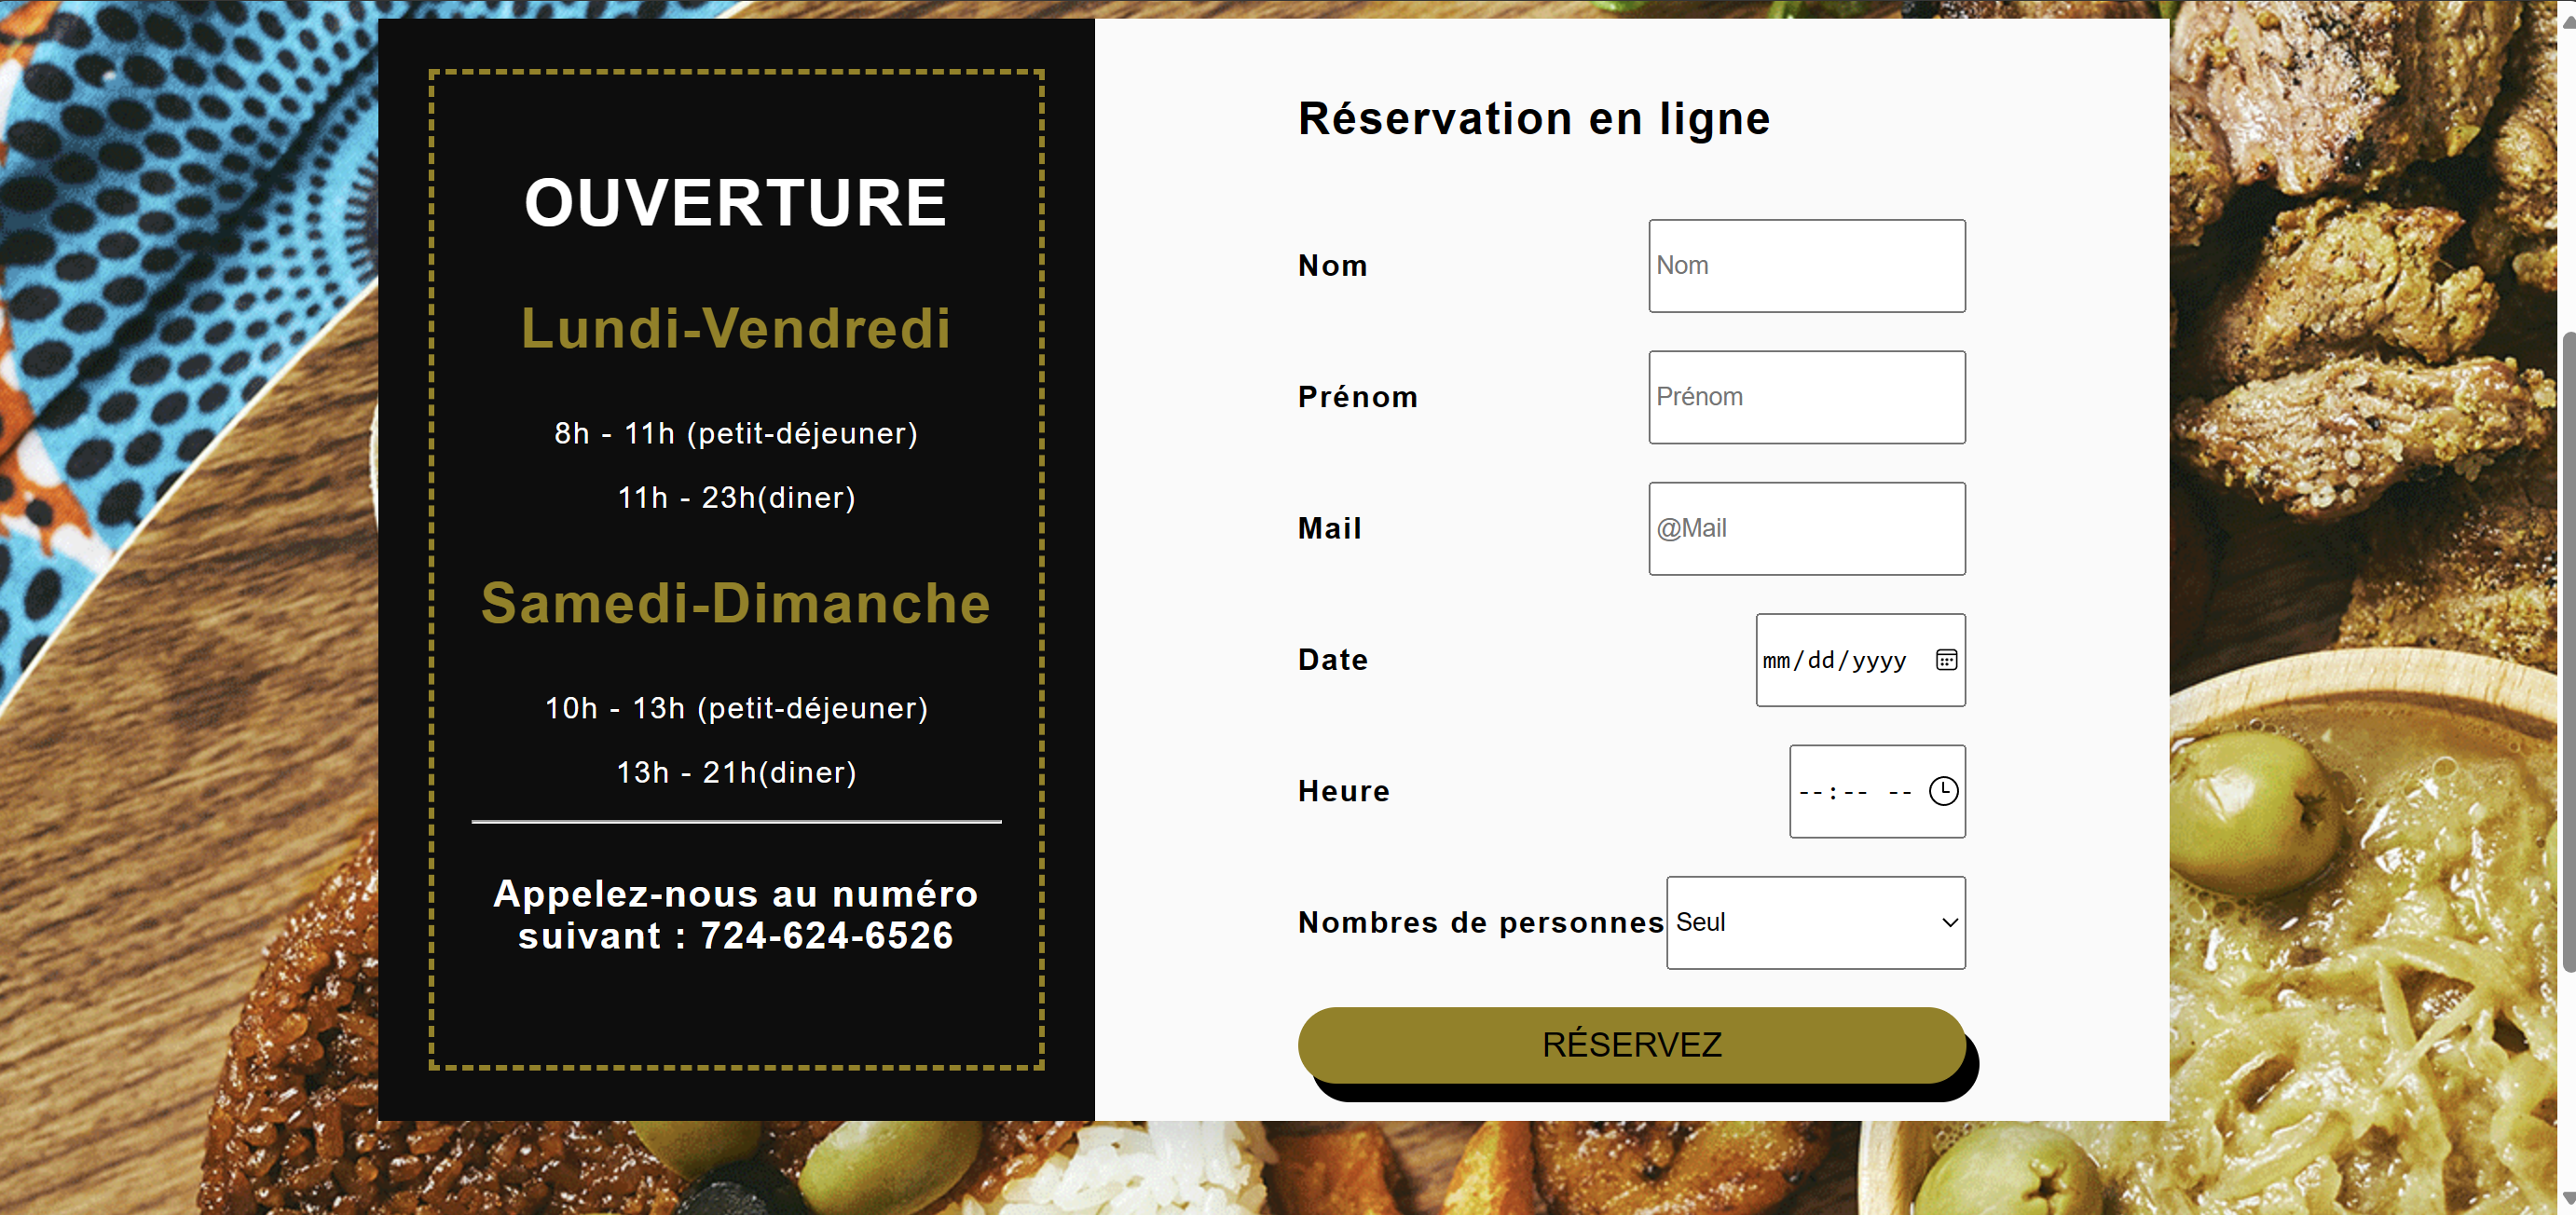 OUVERTURE
Lundi-Vendredi
8h - 11h (petit-déjeuner)
11h - 23h(diner)
Samedi-Dimanche
10h - 13h (petit-déjeuner)
13h - 21h(diner)
Appelez-nous au numéro
suivant : 724-624-6526
Réservation en ligne
Nom
Nom
Prénom
Prénom
Mail
@Mail
Date
mm/dd/yyyy
Heure
--:-- --
Nombres de personnes
Seul
RÉSERVEZ